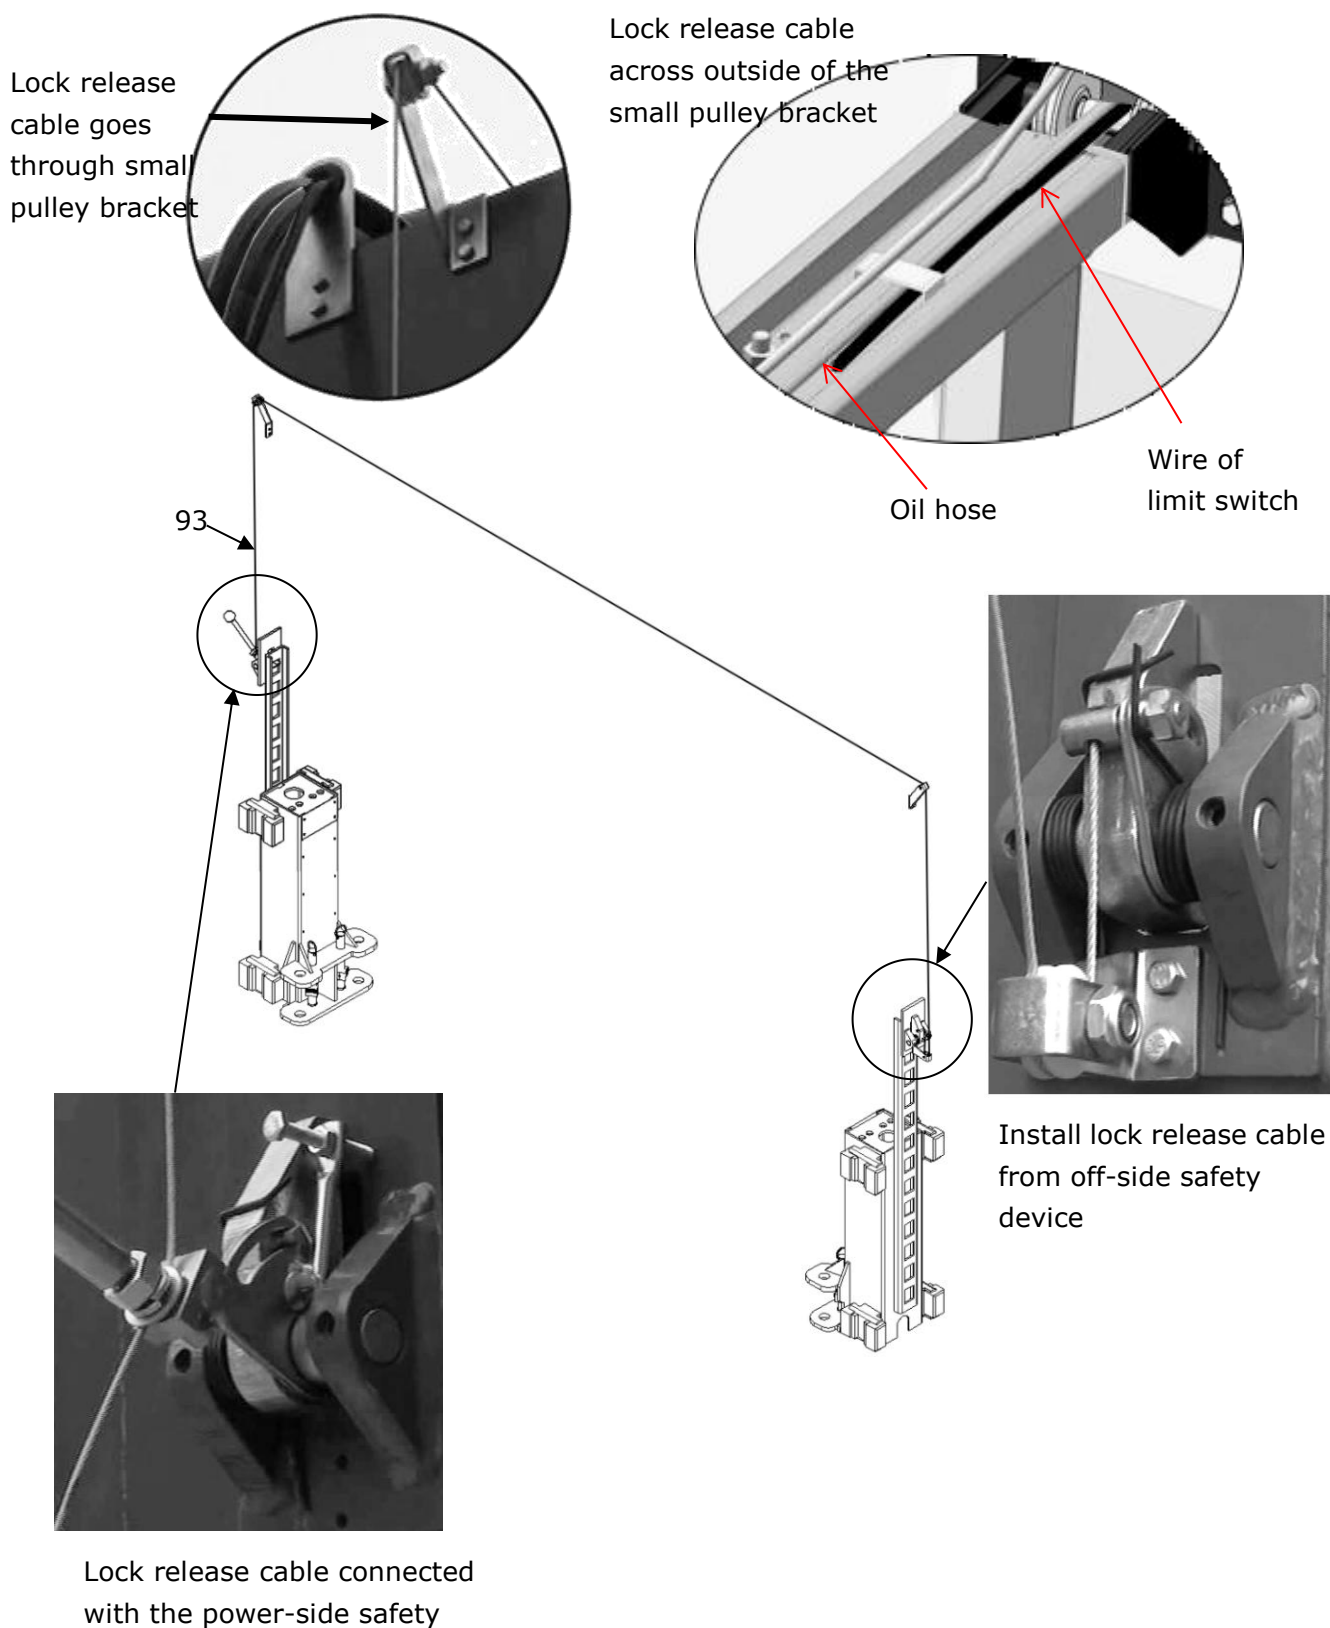 Lock release
cable goes
through small
pulley bracket
Lock release cable
across outside of the
small pulley bracket
Wire of
limit switch
Oil hose
93
Install lock release cable
from off-side safety
device
Lock release cable connected
with the power-side safety